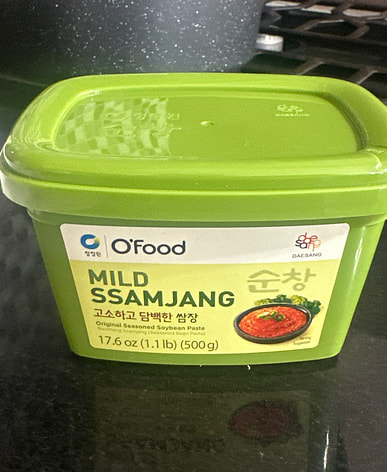 청정원 O'Food
DAESANG
MILD
SSAMJANG
순창
고소하고 담백한 쌈장
Original Seasoned Soybean Paste
17.6 oz (1.1 lb) (500 g)